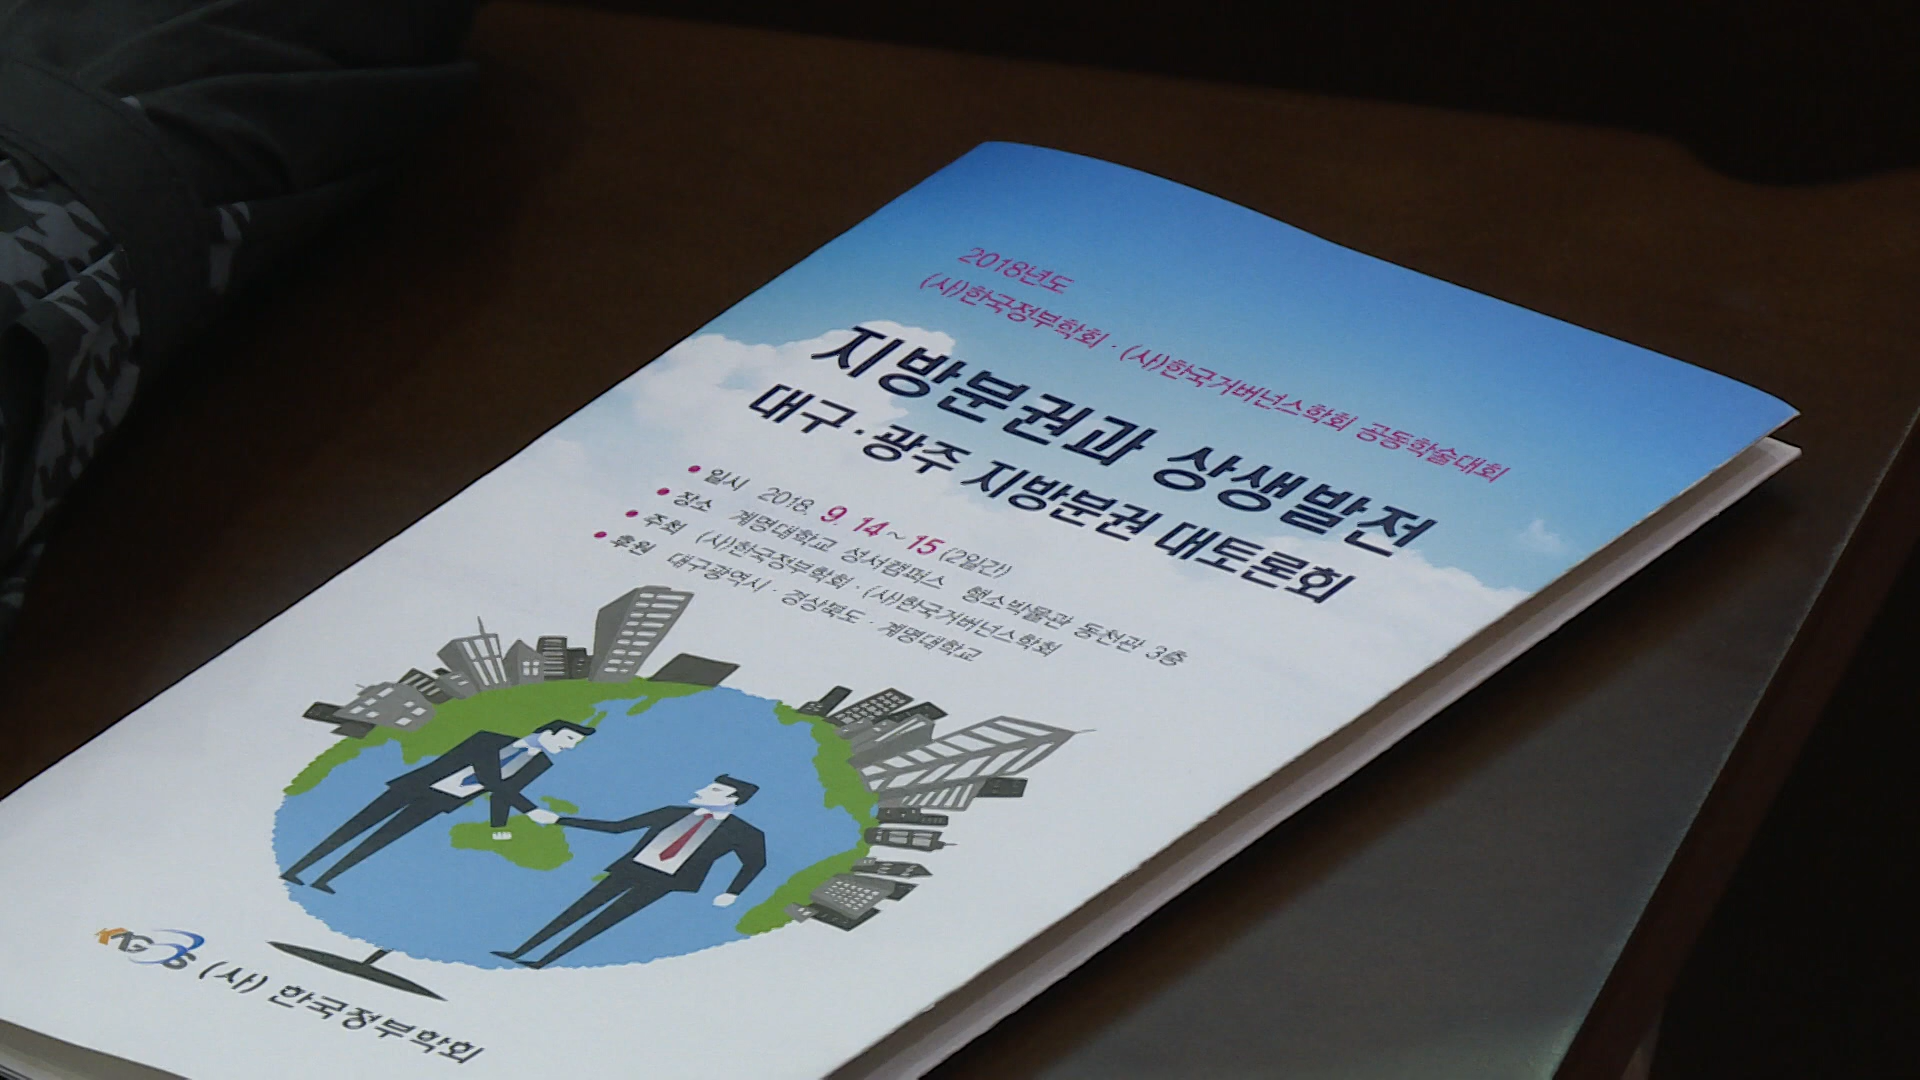 2018년도
(사)한국정부학회·(사)한국거버넌스학회 공동학술대회
지방분권과 상생발전
대구·광주 지방분권 대토론회
• 일시 2018. 9. 14~15 (2일간)
• 장소 계명대학교 성서캠퍼스 행소박물관 동천관 3층
• 주최 (사)한국정부학회·(사)한국거버넌스학회
• 후원 대구광역시·경상북도·계명대학교
(사) 한국정부학회